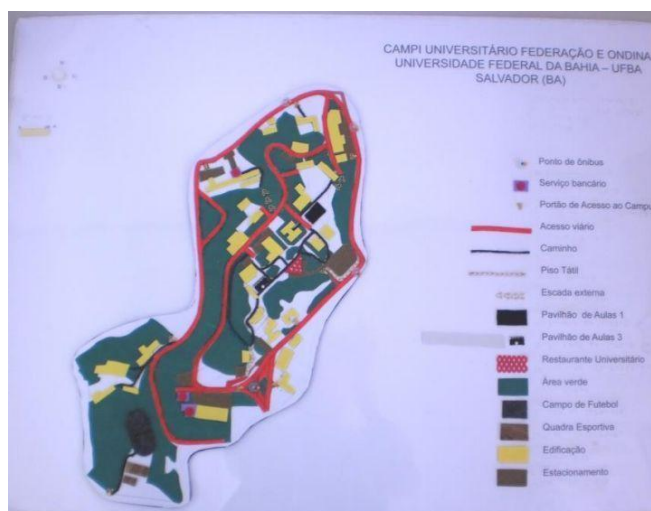 CAMPI UNIVERSITÁRIO FEDERAÇÃO E ONDINA
UNIVERSIDADE FEDERAL DA BAHIA – UFBA
SALVADOR (BA)
Ponto de ônibus
Serviço bancário
Portão de Acesso ao Campu
Acesso viário
Caminho
Piso Tátil
Escada externa
Pavilhão de Aulas 1
Pavilhão de Aulas 3
Restaurante Universitário
Área verde
Campo de Futebol
Quadra Esportiva
Edificação
Estacionamento